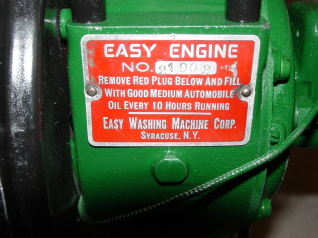 EASY ENGINE
NO.
REMOVE RED PLUG BELOW AND FILL
WITH GOOD MEDIUM AUTOMOBILE
OIL EVERY 10 HOURS RUNNING
EASY WASHING MACHINE CORP.
SYRACUSE, N.Y.